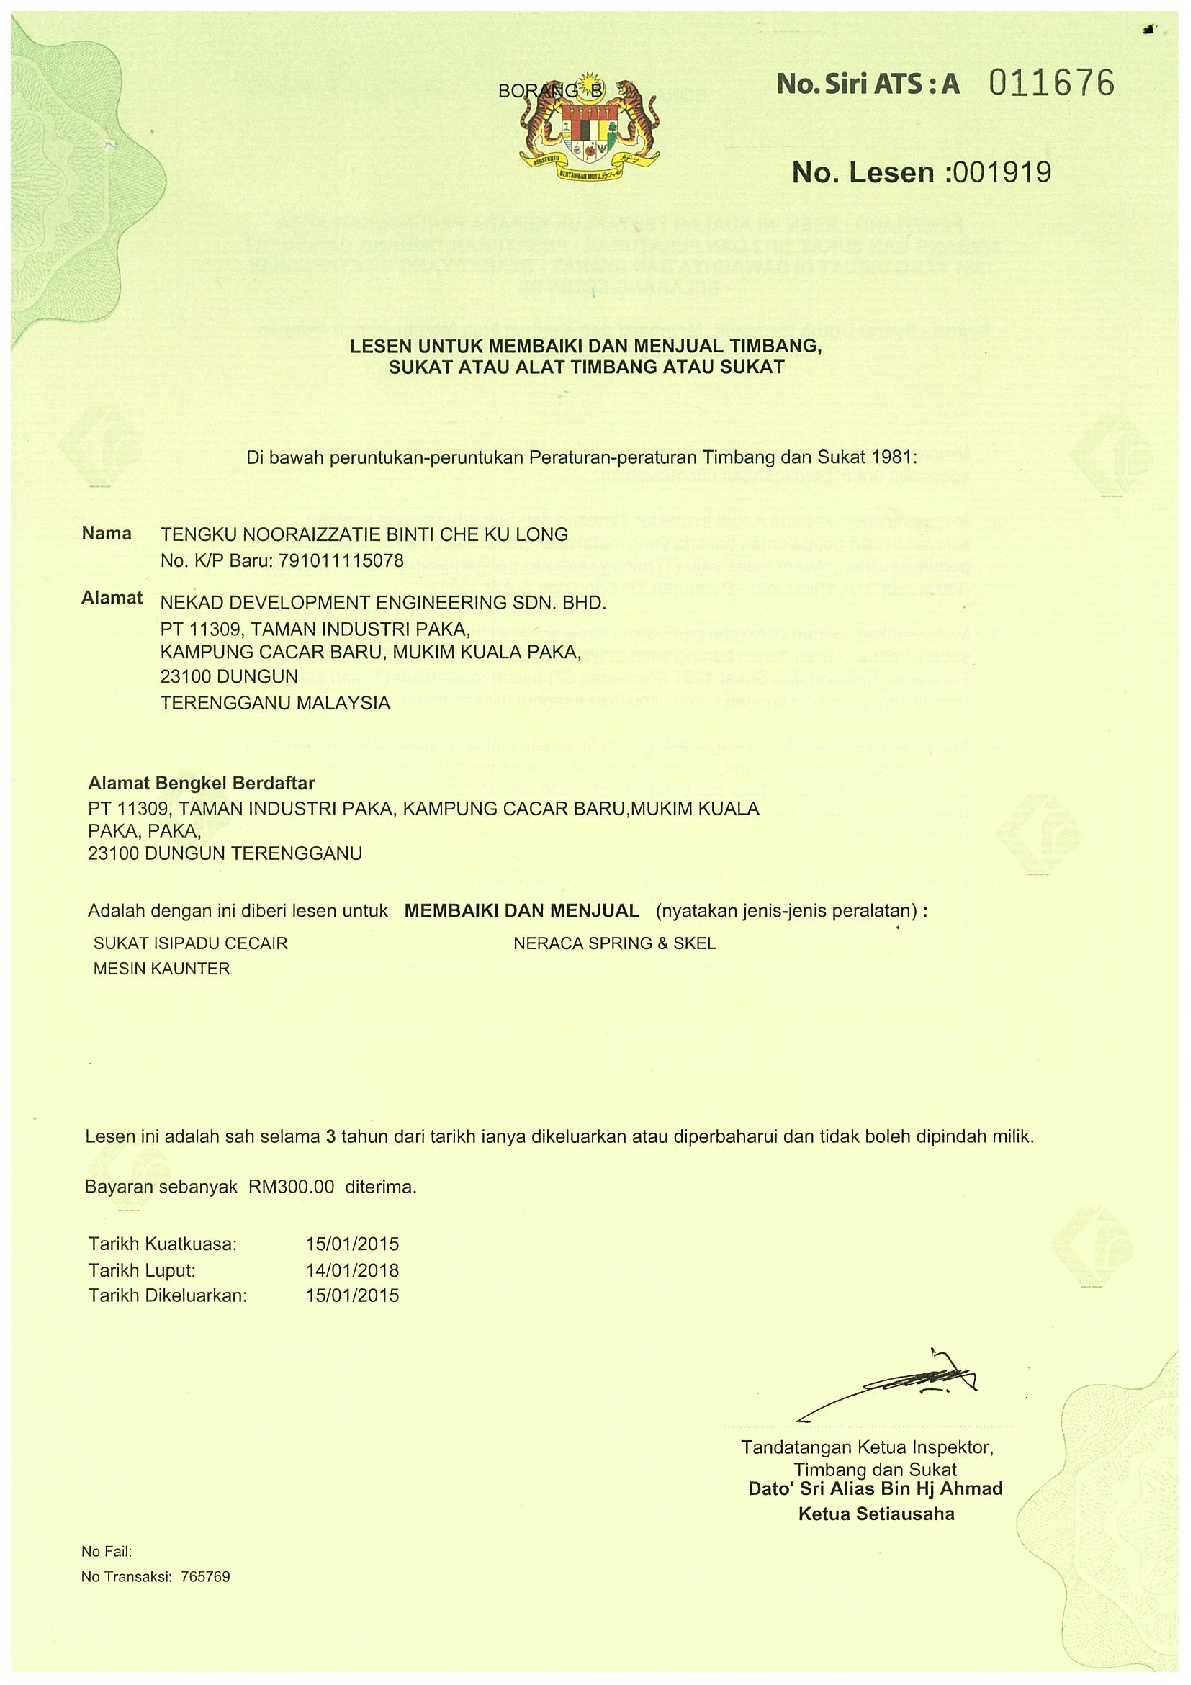 BORANG B
No. Siri ATS : A 011676
No. Lesen :001919
LESEN UNTUK MEMBAIKI DAN MENJUAL TIMBANG,
SUKAT ATAU ALAT TIMBANG ATAU SUKAT
Di bawah peruntukan-peruntukan Peraturan-peraturan Timbang dan Sukat 1981:
Nama TENGKU NOORAIZZATIE BINTI CHE KU LONG
No. K/P Baru: 791011115078
Alamat NEKAD DEVELOPMENT ENGINEERING SDN. BHD.
PT 11309, TAMAN INDUSTRI PAKA,
KAMPUNG CACAR BARU, MUKIM KUALA PAKA,
23100 DUNGUN
TERENGGANU MALAYSIA
Alamat Bengkel Berdaftar
PT 11309, TAMAN INDUSTRI PAKA, KAMPUNG CACAR BARU,MUKIM KUALA
PAKA, PAKA,
23100 DUNGUN TERENGGANU
Adalah dengan ini diberi lesen untuk MEMBAIKI DAN MENJUAL (nyatakan jenis-jenis peralatan) :
SUKAT ISIPADU CECAIR NERACA SPRING & SKEL
MESIN KAUNTER
Lesen ini adalah sah selama 3 tahun dari tarikh ianya dikeluarkan atau diperbaharui dan tidak boleh dipindah milik.
Bayaran sebanyak RM300.00 diterima.
Tarikh Kuatkuasa: 15/01/2015
Tarikh Luput: 14/01/2018
Tarikh Dikeluarkan: 15/01/2015
Tandatangan Ketua Inspektor,
Timbang dan Sukat
Dato' Sri Alias Bin Hj Ahmad
Ketua Setiausaha
No Fail:
No Transaksi: 765769